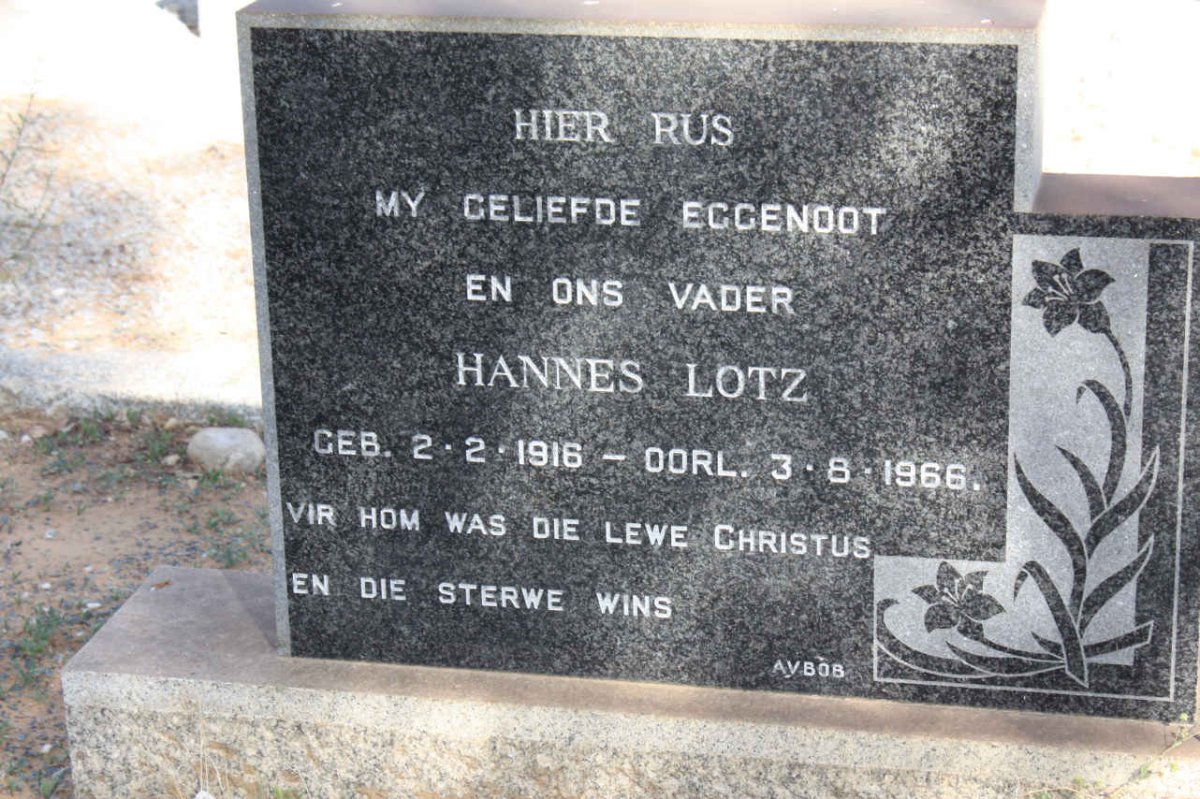 HIER RUS
MY GELIEFDE EGGENOOT
EN ONS VADER
HANNES LOTZ
GEB. 2·2·1916 – OORL. 3·8·1966.
VIR HOM WAS DIE LEWE CHRISTUS
EN DIE STERWE WINS
AVBOB